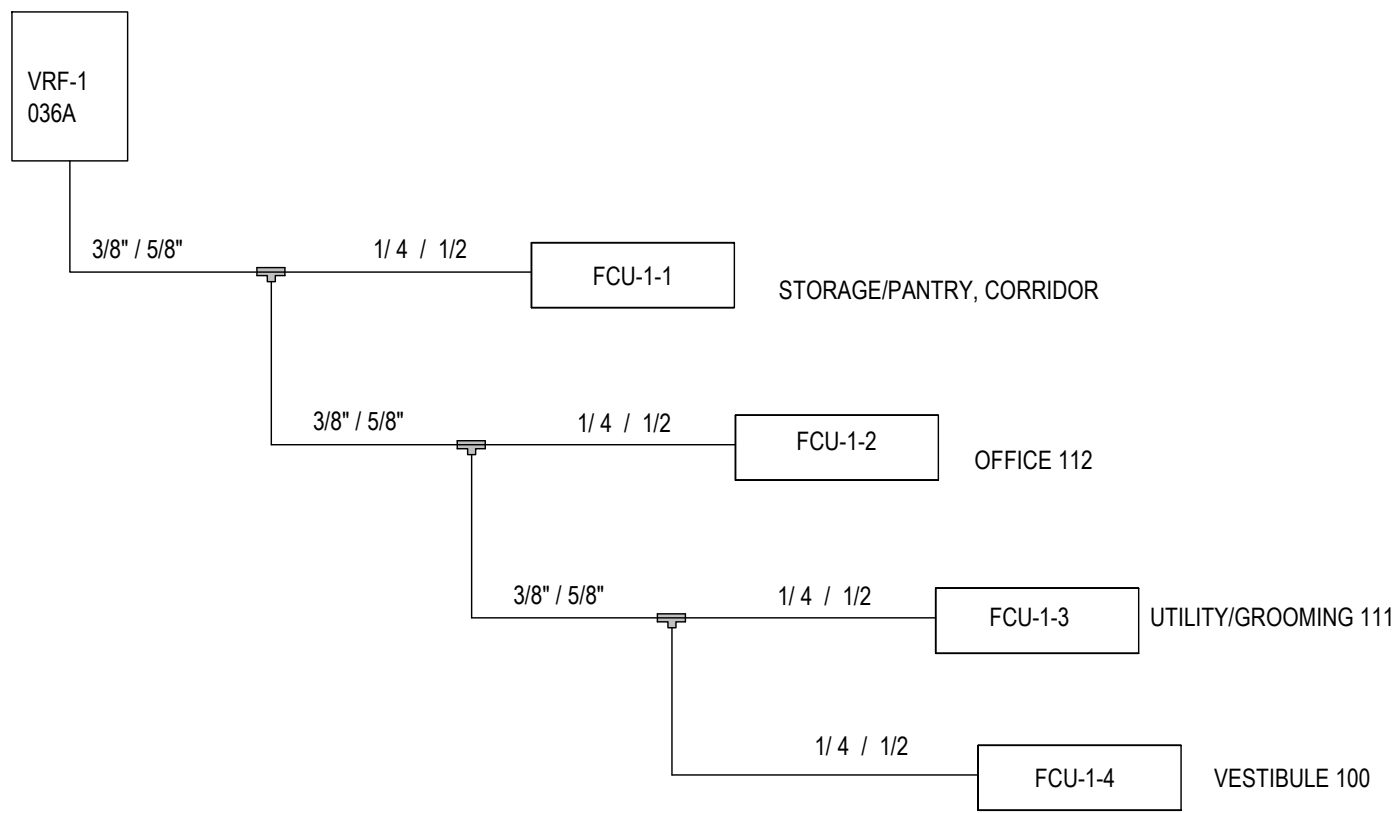 VRF-1
036A
3/8" / 5/8"
1/ 4 / 1/2
FCU-1-1
STORAGE/PANTRY, CORRIDOR
3/8" / 5/8"
1/ 4 / 1/2
FCU-1-2
OFFICE 112
3/8" / 5/8"
1/ 4 / 1/2
FCU-1-3
UTILITY/GROOMING 111
1/ 4 / 1/2
FCU-1-4
VESTIBULE 100